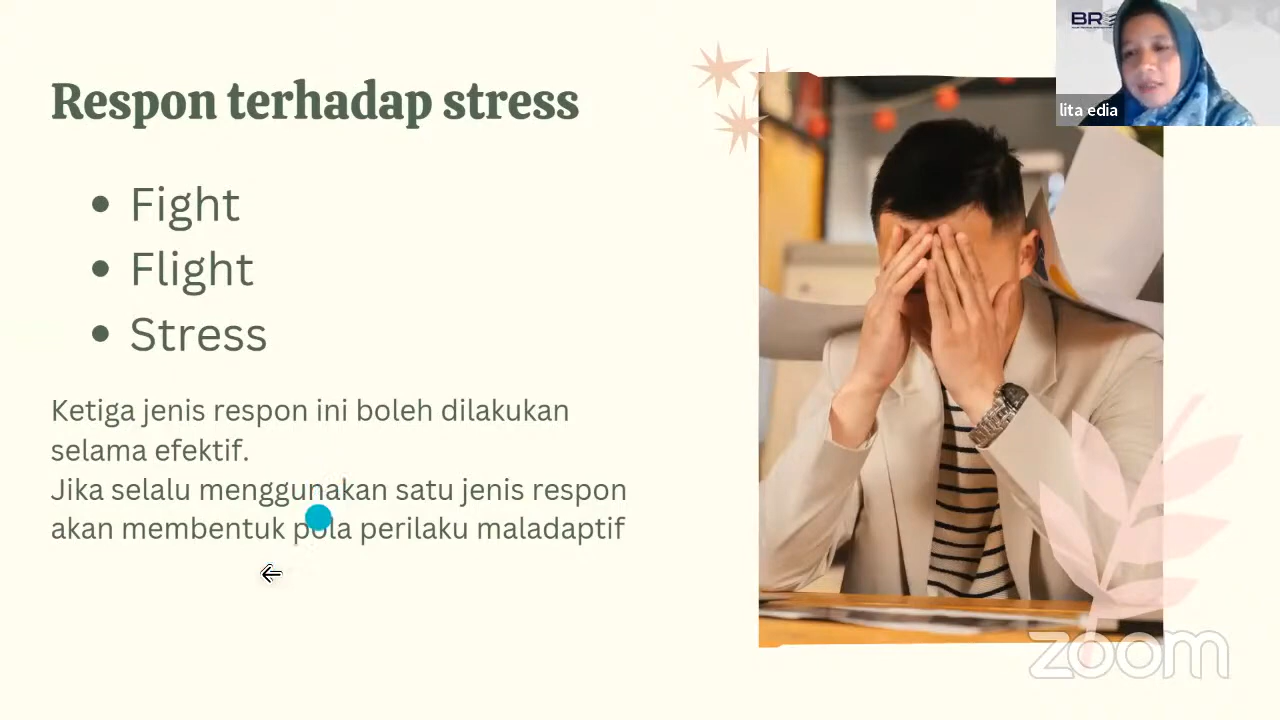 Respon terhadap stress
• Fight
• Flight
• Stress
Ketiga jenis respon ini boleh dilakukan
selama efektif.
Jika selalu menggunakan satu jenis respon
akan membentuk pola perilaku maladaptif
lita edia
zoom